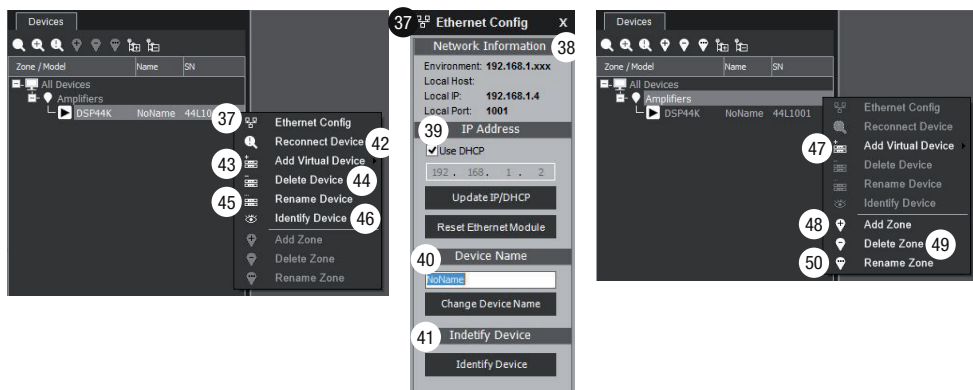 Devices
Zone / Model Name SN
All Devices
Amplifiers
DSP44K NoName 44L10
37 Ethernet Config
Reconnect Device 42
43 Add Virtual Device
Delete Device 44
45 Rename Device
Identify Device 46
Add Zone
Delete Zone
Rename Zone
37 Ethernet Config X
Network Information 38
Environment: 192.168.1.xxx
Local Host:
Local IP: 192.168.1.4
Local Port: 1001
39 IP Address
Use DHCP
192 . 168 . 1 . 2
Update IP/DHCP
Reset Ethernet Module
40 Device Name
NoName
Change Device Name
41 Indetify Device
Identify Device
Devices
Zone / Model Name SN
All Devices
Amplifiers
DSP44K NoName 44L1001
Ethernet Config
Reconnect Device
47 Add Virtual Device
Delete Device
Rename Device
Identify Device
48 Add Zone
Delete Zone 49
50 Rename Zone